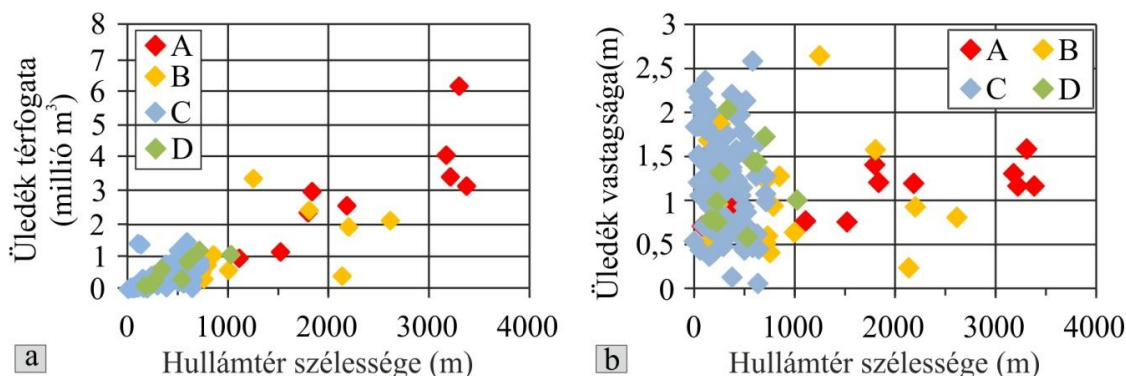 Üledék térfogata
(millió m³)
8
7
6
5
4
3
2
1
0
A
B
C
D
0 1000 2000 3000 4000
Hullámtér szélessége (m)
a
Üledék vastagsága(m)
3
2,5
2
1,5
1
0,5
0
A B
C D
0 1000 2000 3000 4000
Hullámtér szélessége (m)
b